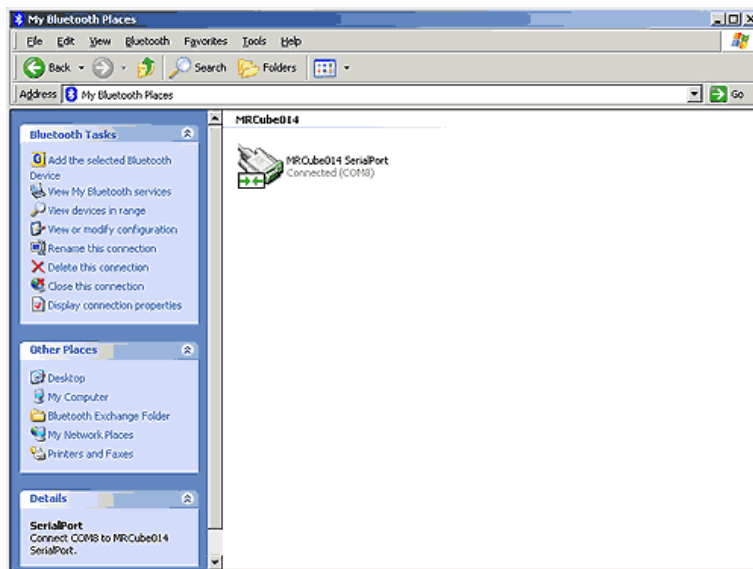 My Bluetooth Places
File Edit View Bluetooth Favorites Tools Help
Back Search Folders
Address My Bluetooth Places Go
Bluetooth Tasks
Add the selected Bluetooth
Device
View My Bluetooth services
View devices in range
View or modify configuration
Rename this connection
Delete this connection
Close this connection
Display connection properties
Other Places
Desktop
My Computer
Bluetooth Exchange Folder
My Network Places
Printers and Faxes
Details
SerialPort
Connect COM8 to MRCube014
SerialPort.
MRCube014
MRCube014 SerialPort
Connected (COM8)